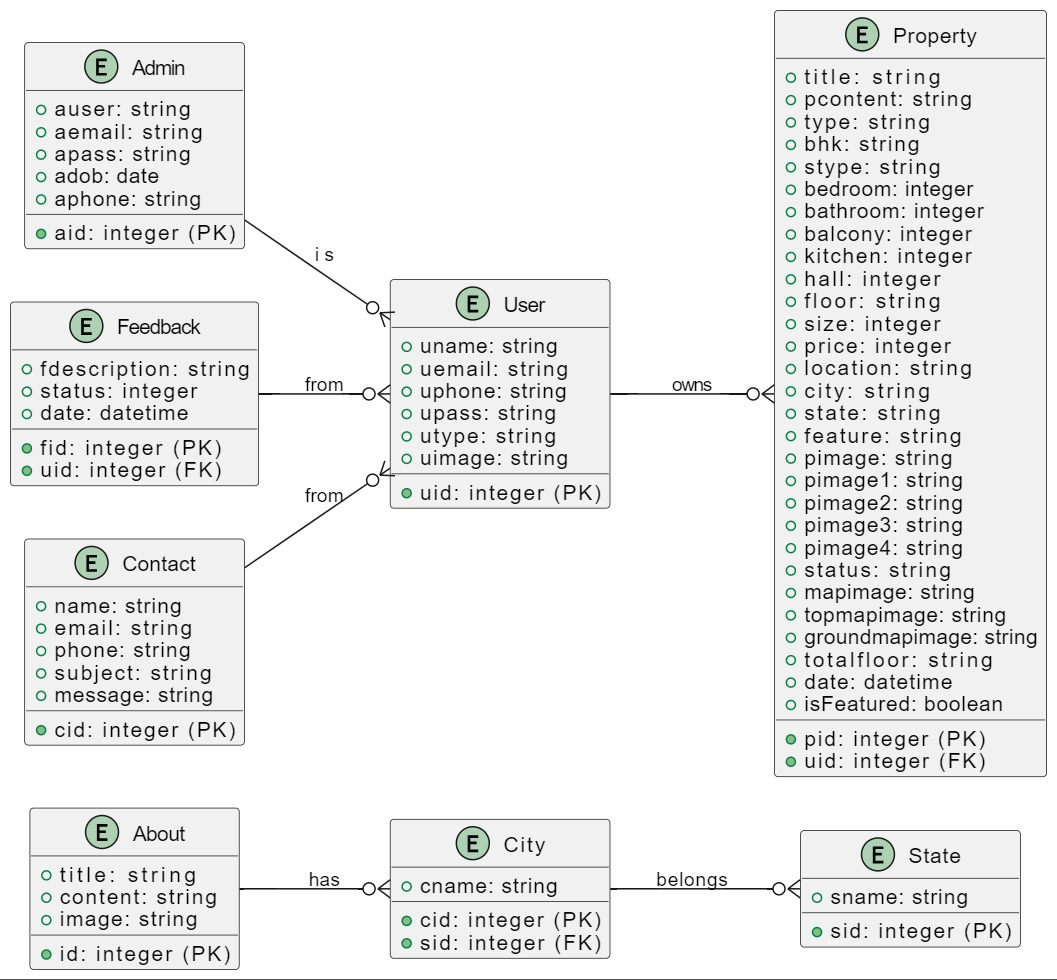 E Admin
auser: string
aemail: string
apass: string
adob: date
aphone: string
aid: integer (PK)
is
E Feedback
fdescription: string
status: integer
date: datetime
fid: integer (PK)
uid: integer (FK)
from
E Contact
name: string
email: string
phone: string
subject: string
message: string
cid: integer (PK)
from
E User
uname: string
uemail: string
uphone: string
upass: string
utype: string
uimage: string
uid: integer (PK)
owns
E Property
title: string
pcontent: string
type: string
bhk: string
stype: string
bedroom: integer
bathroom: integer
balcony: integer
kitchen: integer
hall: integer
floor: string
size: integer
price: integer
location: string
city: string
state: string
feature: string
pimage: string
pimage1: string
pimage2: string
pimage3: string
pimage4: string
status: string
mapimage: string
topmapimage: string
groundmapimage: string
totalfloor: string
date: datetime
isFeatured: boolean
pid: integer (PK)
uid: integer (FK)
E About
title: string
content: string
image: string
id: integer (PK)
has
E City
cname: string
cid: integer (PK)
sid: integer (FK)
belongs
E State
sname: string
sid: integer (PK)